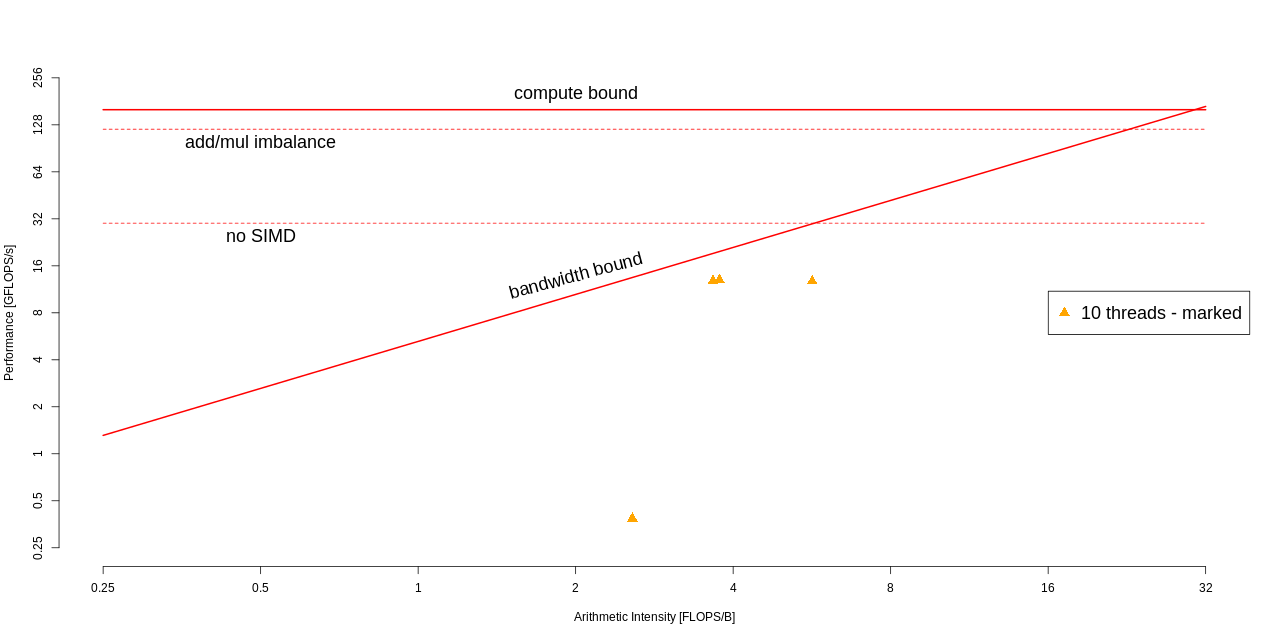 compute bound
add/mul imbalance
no SIMD
bandwidth bound
10 threads - marked
Performance [GFLOPS/s]
256
128
64
32
16
8
4
2
1
0.5
0.25
0.25 0.5 1 2 4 8 16 32
Arithmetic Intensity [FLOPS/B]